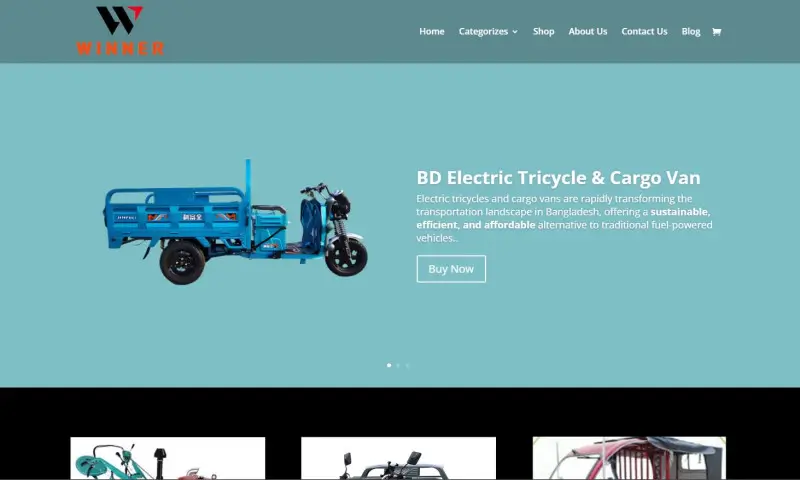 WINNER
Home Categorizes Shop About Us Contact Us Blog
BD Electric Tricycle & Cargo Van
Electric tricycles and cargo vans are rapidly transforming the
transportation landscape in Bangladesh, offering a sustainable,
efficient, and affordable alternative to traditional fuel-powered
vehicles..
Buy Now